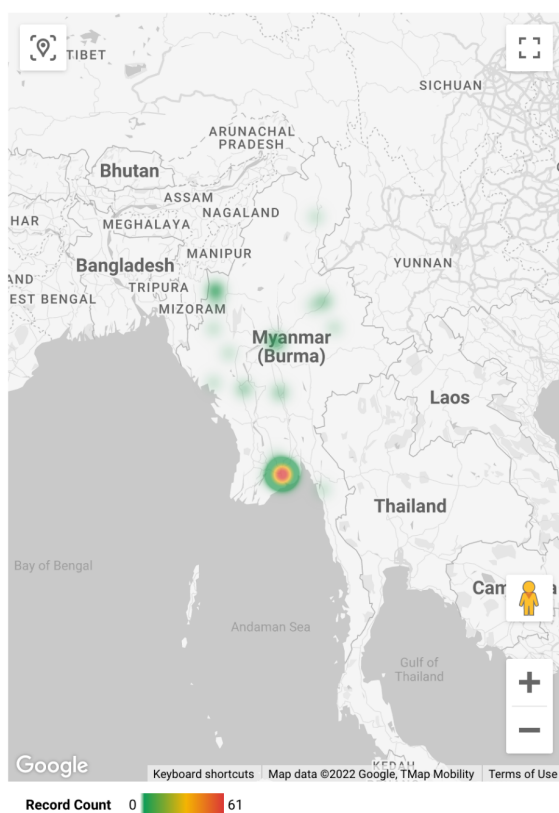 TIBET
SICHUAN
ARUNACHAL
PRADESH
Bhutan
ASSAM
NAGALAND
HAR
MEGHALAYA
MANIPUR
Bangladesh
YUNNAN
AND
TRIPURA
EST BENGAL
MIZORAM
Myanmar
(Burma)
Laos
Thailand
Bay of Bengal
Cam
a
Andaman Sea
Gulf of
Thailand
KEDAH
Google
Keyboard shortcuts
Map data ©2022 Google, TMap Mobility
Terms of Use
Record Count 0 61